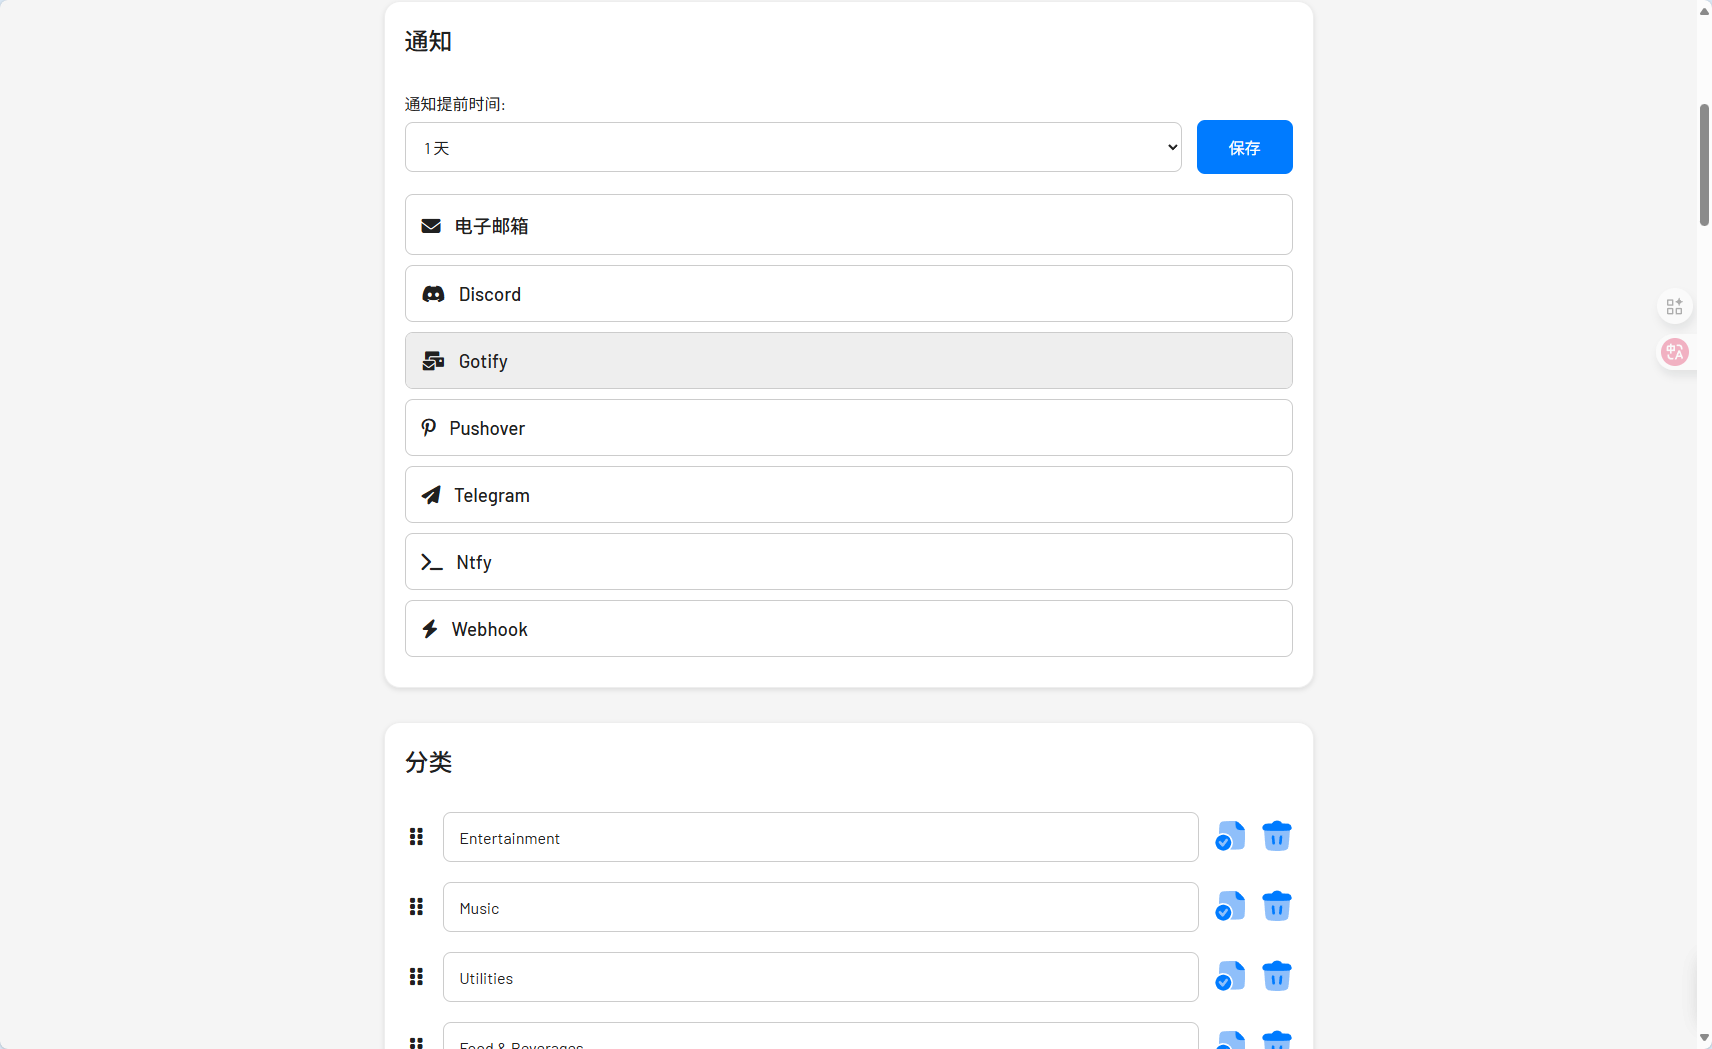 通知
通知提前时间:
1 天
保存
电子邮箱
Discord
Gotify
Pushover
Telegram
Ntfy
Webhook
分类
Entertainment
Music
Utilities
Food & Beverages